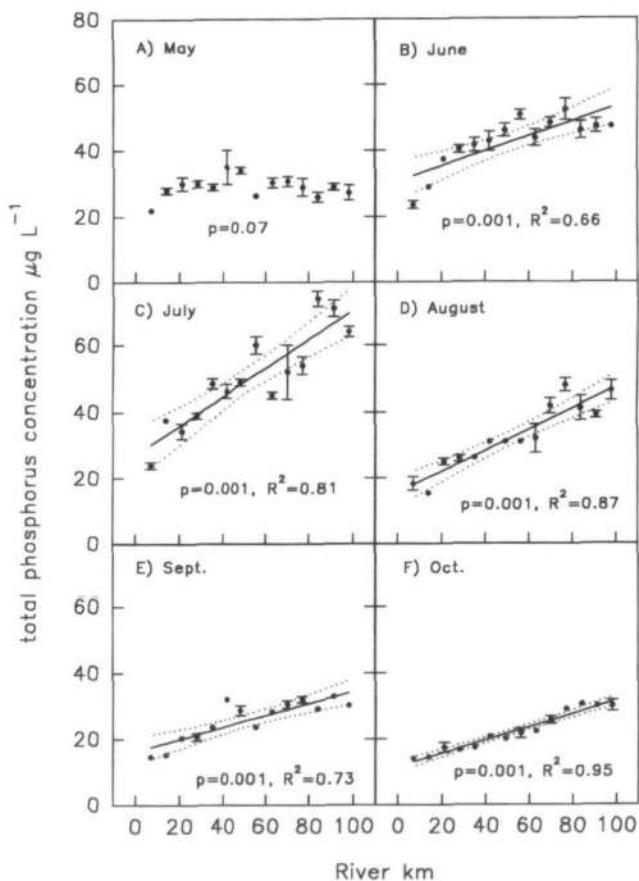 total phosphorus concentration μg L⁻¹
80
60
40
20
0
A) May
p=0.07
B) June
p=0.001, R²=0.66
60
40
20
0
C) July
p=0.001, R²=0.81
D) August
p=0.001, R²=0.87
60
40
20
0
E) Sept.
p=0.001, R²=0.73
F) Oct.
p=0.001, R²=0.95
0 20 40 60 80 100 0 20 40 60 80 100
River km